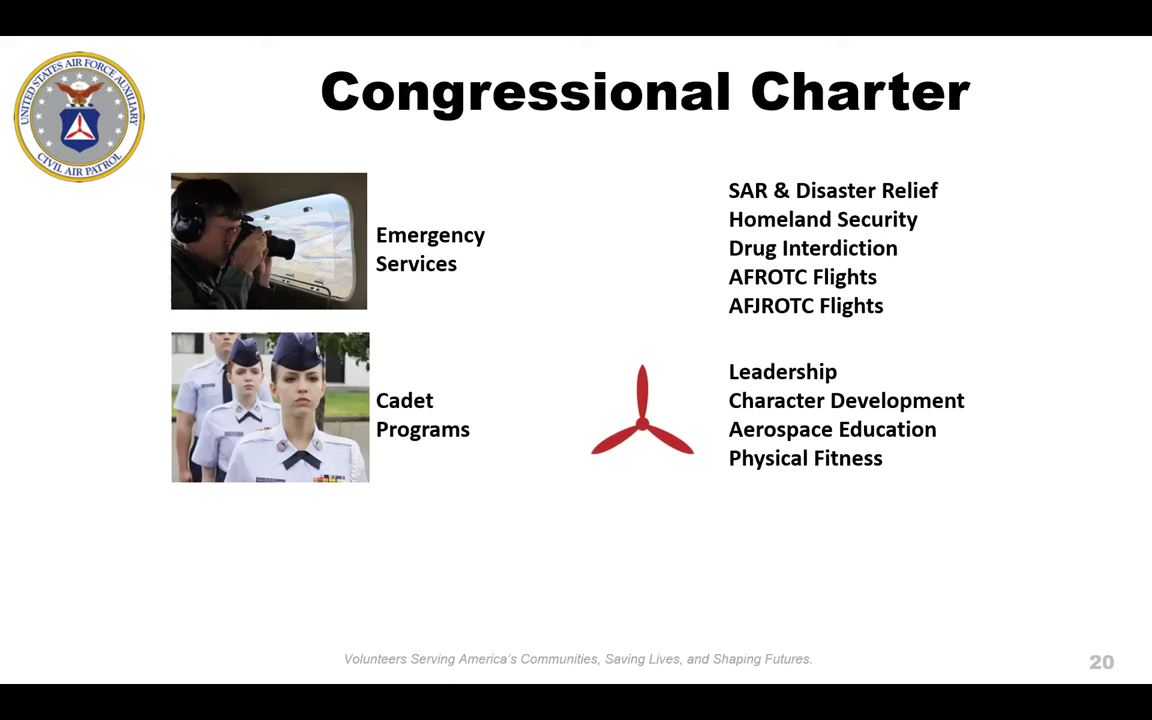 Congressional Charter
UNITED STATES AIR FORCE AUXILIARY
CIVIL AIR PATROL
Emergency
Services
SAR & Disaster Relief
Homeland Security
Drug Interdiction
AFROTC Flights
AFJROTC Flights
Cadet
Programs
Leadership
Character Development
Aerospace Education
Physical Fitness
Volunteers Serving America's Communities, Saving Lives, and Shaping Futures.
20